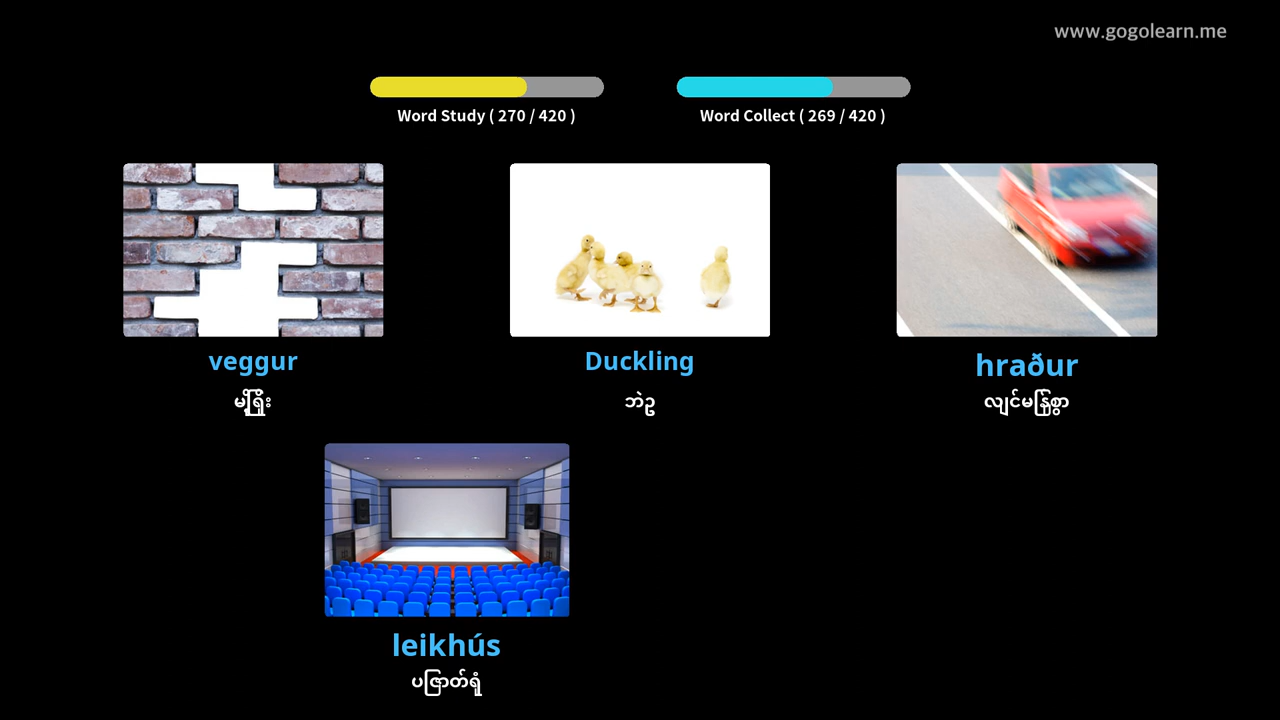 www.gogolearn.me
Word Study ( 270 / 420 )
Word Collect ( 269 / 420 )
veggur
Duckling
hraður
ဘဲဥ
လျင်မြန်စွာ
leikhús
ပဇြာတ်ရုံ